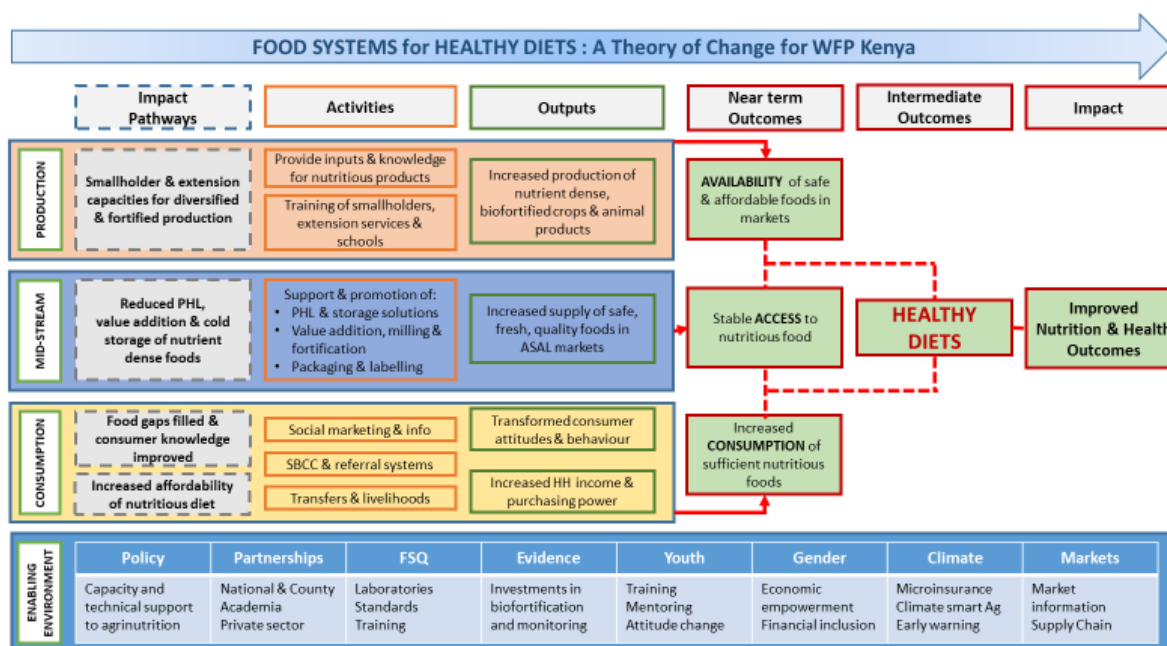 FOOD SYSTEMS for HEALTHY DIETS : A Theory of Change for WFP Kenya
Impact
Pathways
Activities
Outputs
Near term
Outcomes
Intermediate
Outcomes
Impact
PRODUCTION
Smallholder & extension
capacities for diversified
& fortified production
Provide inputs & knowledge
for nutritious products
Training of smallholders,
extension services &
schools
Increased production of
nutrient dense,
biofortified crops & animal
products
AVAILABILITY of safe
& affordable foods in
markets
MID-STREAM
Reduced PHL,
value addition & cold
storage of nutrient
dense foods
Support & promotion of:
• PHL & storage solutions
• Value addition, milling &
fortification
• Packaging & labelling
Increased supply of safe,
fresh, quality foods in
ASAL markets
Stable ACCESS to
nutritious food
HEALTHY
DIETS
Improved
Nutrition & Health
Outcomes
CONSUMPTION
Food gaps filled &
consumer knowledge
improved
Increased affordability
of nutritious diet
Social marketing & info
SBCC & referral systems
Transfers & livelihoods
Transformed consumer
attitudes & behaviour
Increased HH income &
purchasing power
Increased
CONSUMPTION of
sufficient nutritious
foods
ENABLING
ENVIRONMENT
Policy
Capacity and
technical support
to agrinutrition
Partnerships
National & County
Academia
Private sector
FSQ
Laboratories
Standards
Training
Evidence
Investments in
biofortification
and monitoring
Youth
Training
Mentoring
Attitude change
Gender
Economic
empowerment
Financial inclusion
Climate
Microinsurance
Climate smart Ag
Early warning
Markets
Market
information
Supply Chain